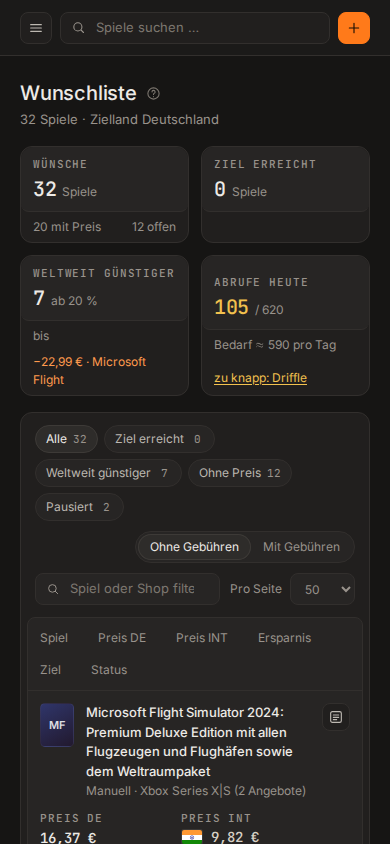 Spiele suchen ...
Wunschliste
32 Spiele · Zielland Deutschland
WÜNSCHE
32 Spiele
20 mit Preis 12 offen
ZIEL ERREICHT
0 Spiele
WELTWEIT GÜNSTIGER
7 ab 20 %
bis
−22,99 € · Microsoft
Flight
ABRUFE HEUTE
105 / 620
Bedarf ≈ 590 pro Tag
zu knapp: Driffle
Alle 32 Ziel erreicht 0
Weltweit günstiger 7 Ohne Preis 12
Pausiert 2
Ohne Gebühren Mit Gebühren
Spiel oder Shop filte Pro Seite 50
Spiel Preis DE Preis INT Ersparnis
Ziel Status
MF
Microsoft Flight Simulator 2024:
Premium Deluxe Edition mit allen
Flugzeugen und Flughäfen sowie
dem Weltraumpaket
Manuell · Xbox Series X|S (2 Angebote)
PREIS DE PREIS INT
16,37 € 9,82 €